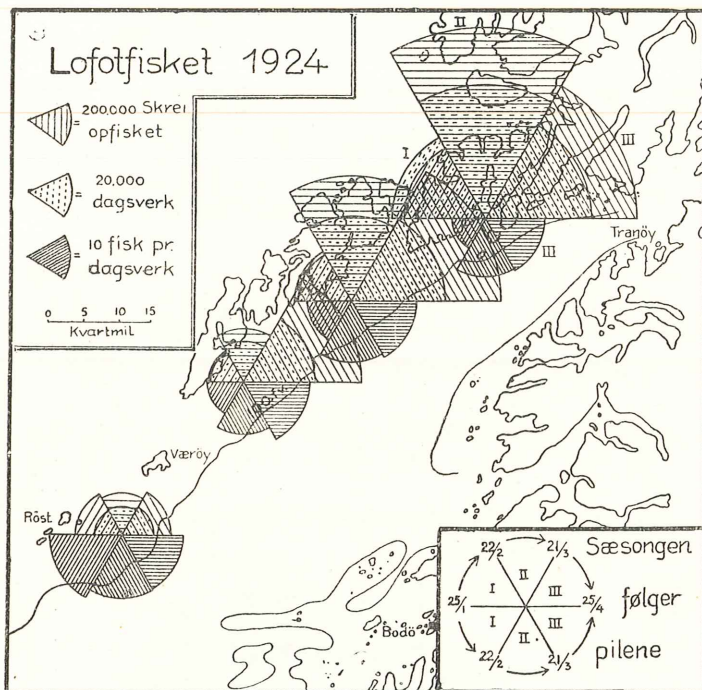 Lofotfisket 1924
= 200.000 Skrei
opfisket
= 20,000
dagsverk
= 10 fisk pr.
dagsverk
0 5 10 15
Kvartmil
II
I
III
III
Tranöy
100 fv.
Væröy
Röst
Bodö
22/2 21/3 Sæsongen
I II III
25/1 25/4 følger
I II III
22/2 21/3 pilene